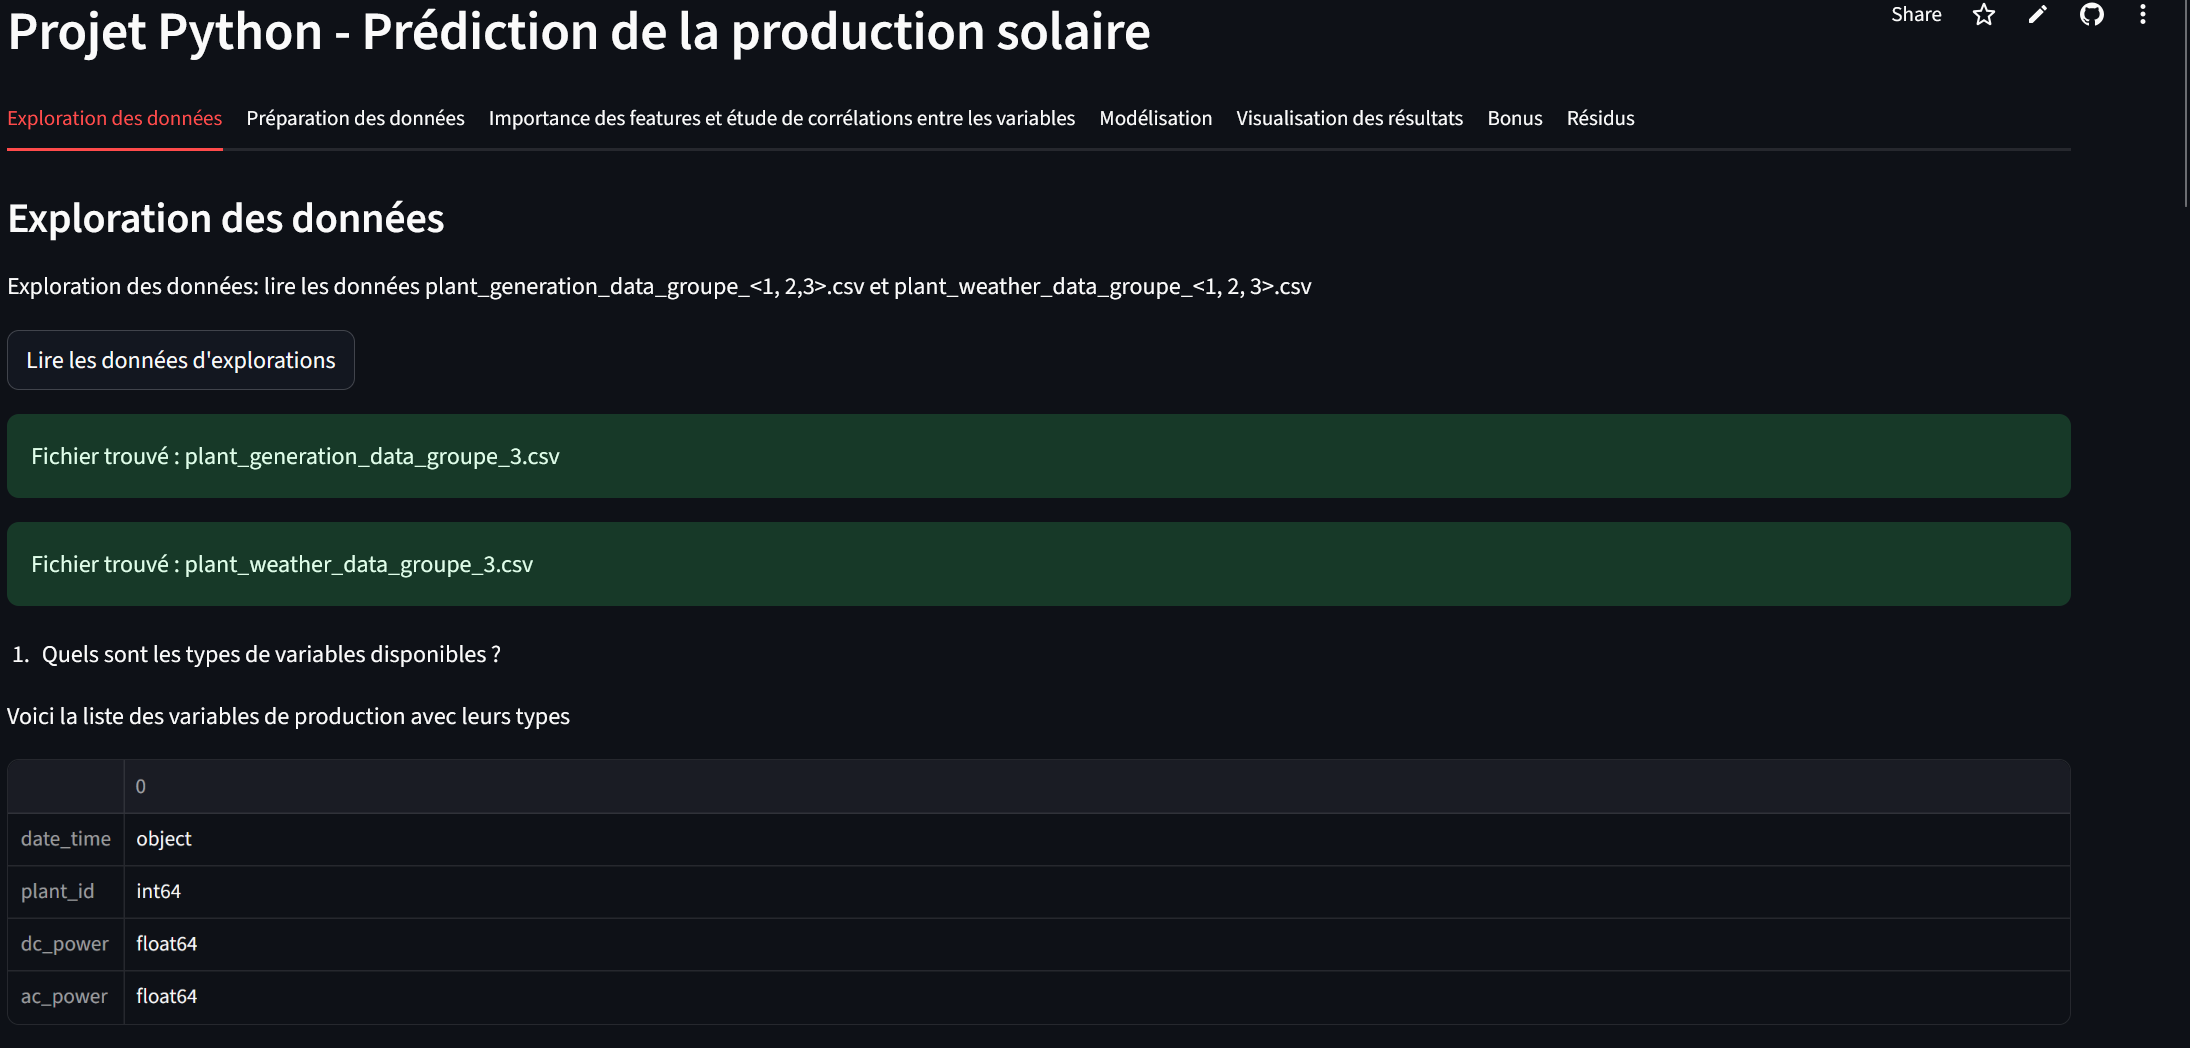 Projet Python - Prédiction de la production solaire
Share
Exploration des données Préparation des données Importance des features et étude de corrélations entre les variables Modélisation Visualisation des résultats Bonus Résidus
Exploration des données
Exploration des données: lire les données plant_generation_data_groupe_<1, 2,3>.csv et plant_weather_data_groupe_<1, 2, 3>.csv
Lire les données d'explorations
Fichier trouvé : plant_generation_data_groupe_3.csv
Fichier trouvé : plant_weather_data_groupe_3.csv
1. Quels sont les types de variables disponibles ?
Voici la liste des variables de production avec leurs types
0
date_time object
plant_id int64
dc_power float64
ac_power float64